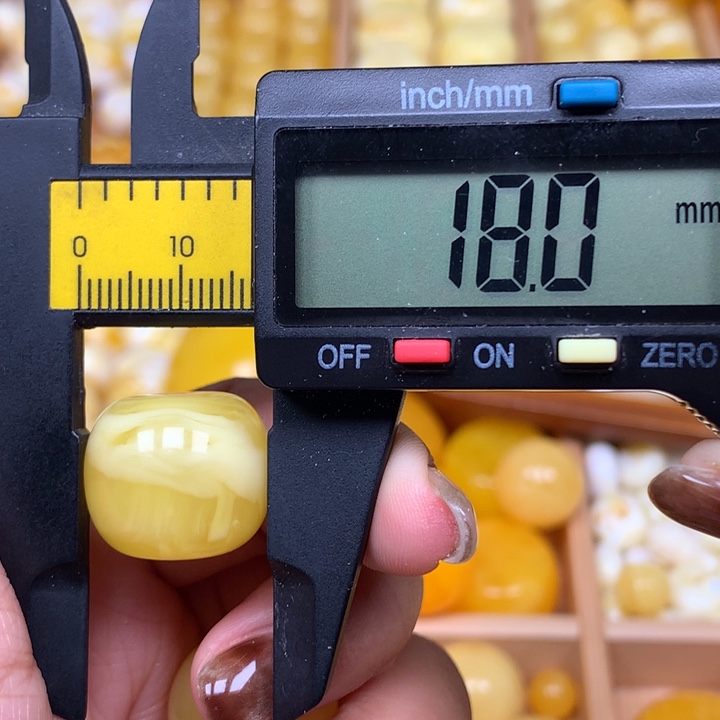 inch/mm
18.0 mm
0 10
OFF ON ZERO